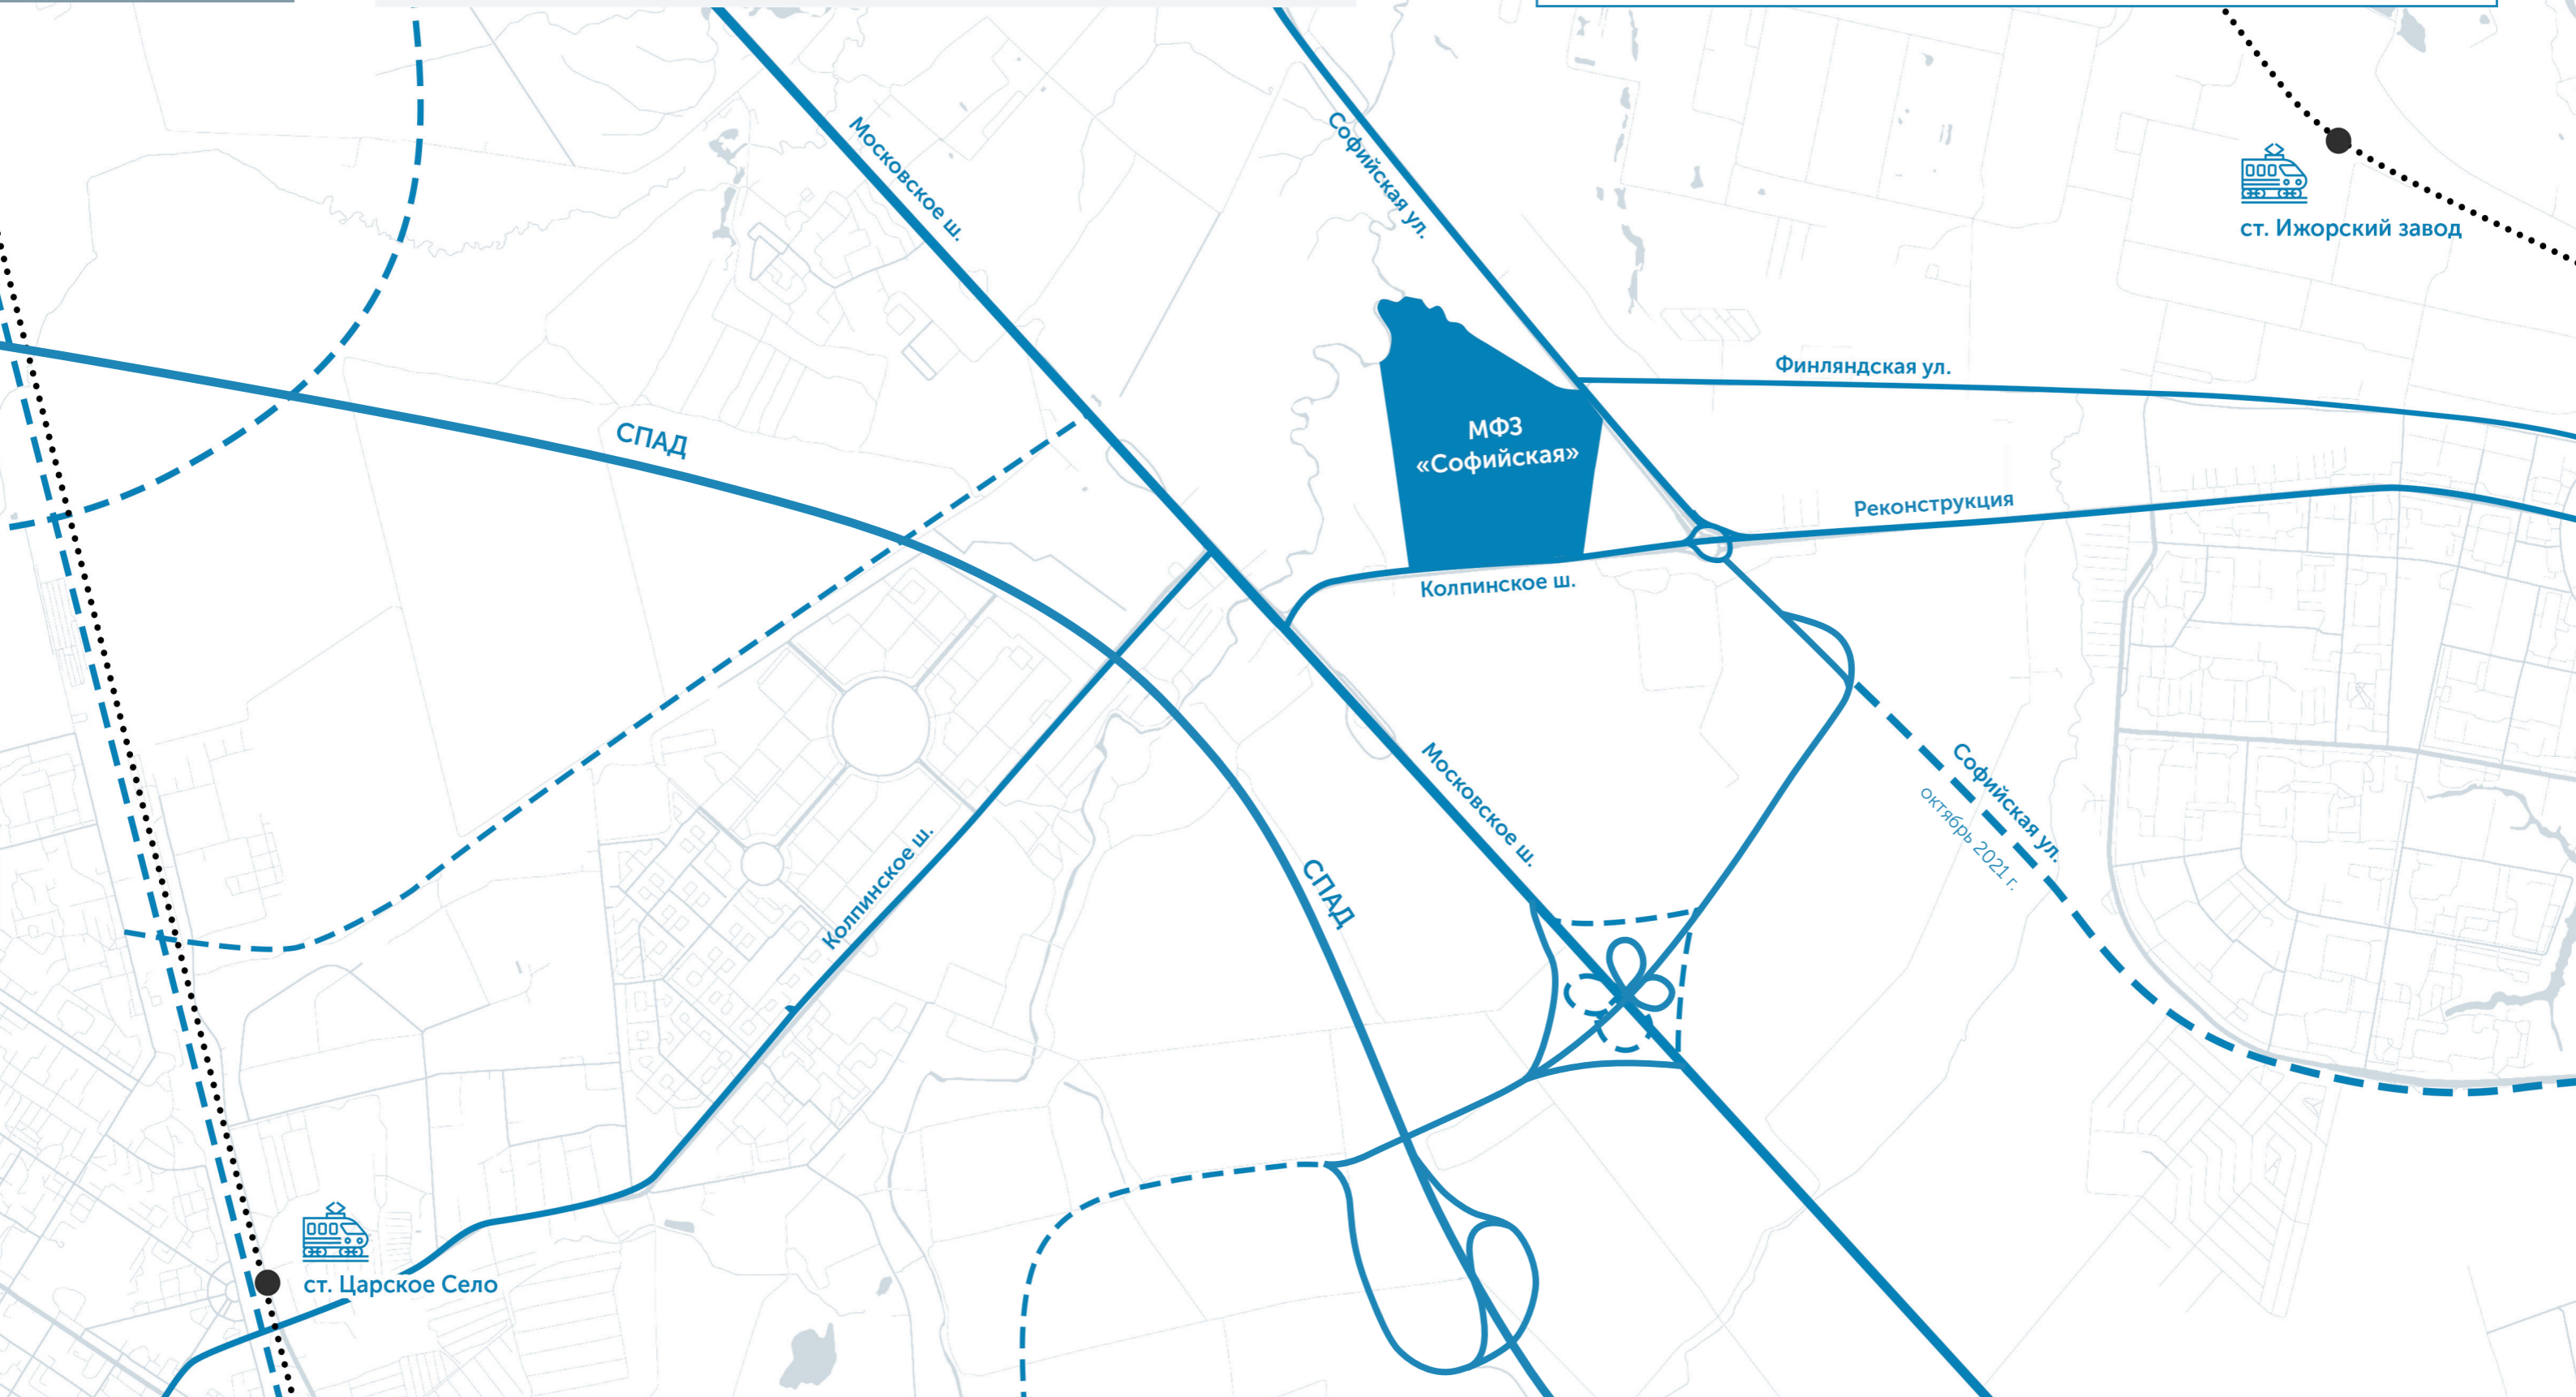 Московское ш.
Софийская ул.
ст. Ижорский завод
Финляндская ул.
СПАД
МФЗ
«Софийская»
Реконструкция
Колпинское ш.
Московское ш.
Софийская ул.
октябрь 2021 г.
Колпинское ш.
СПАД
ст. Царское Село